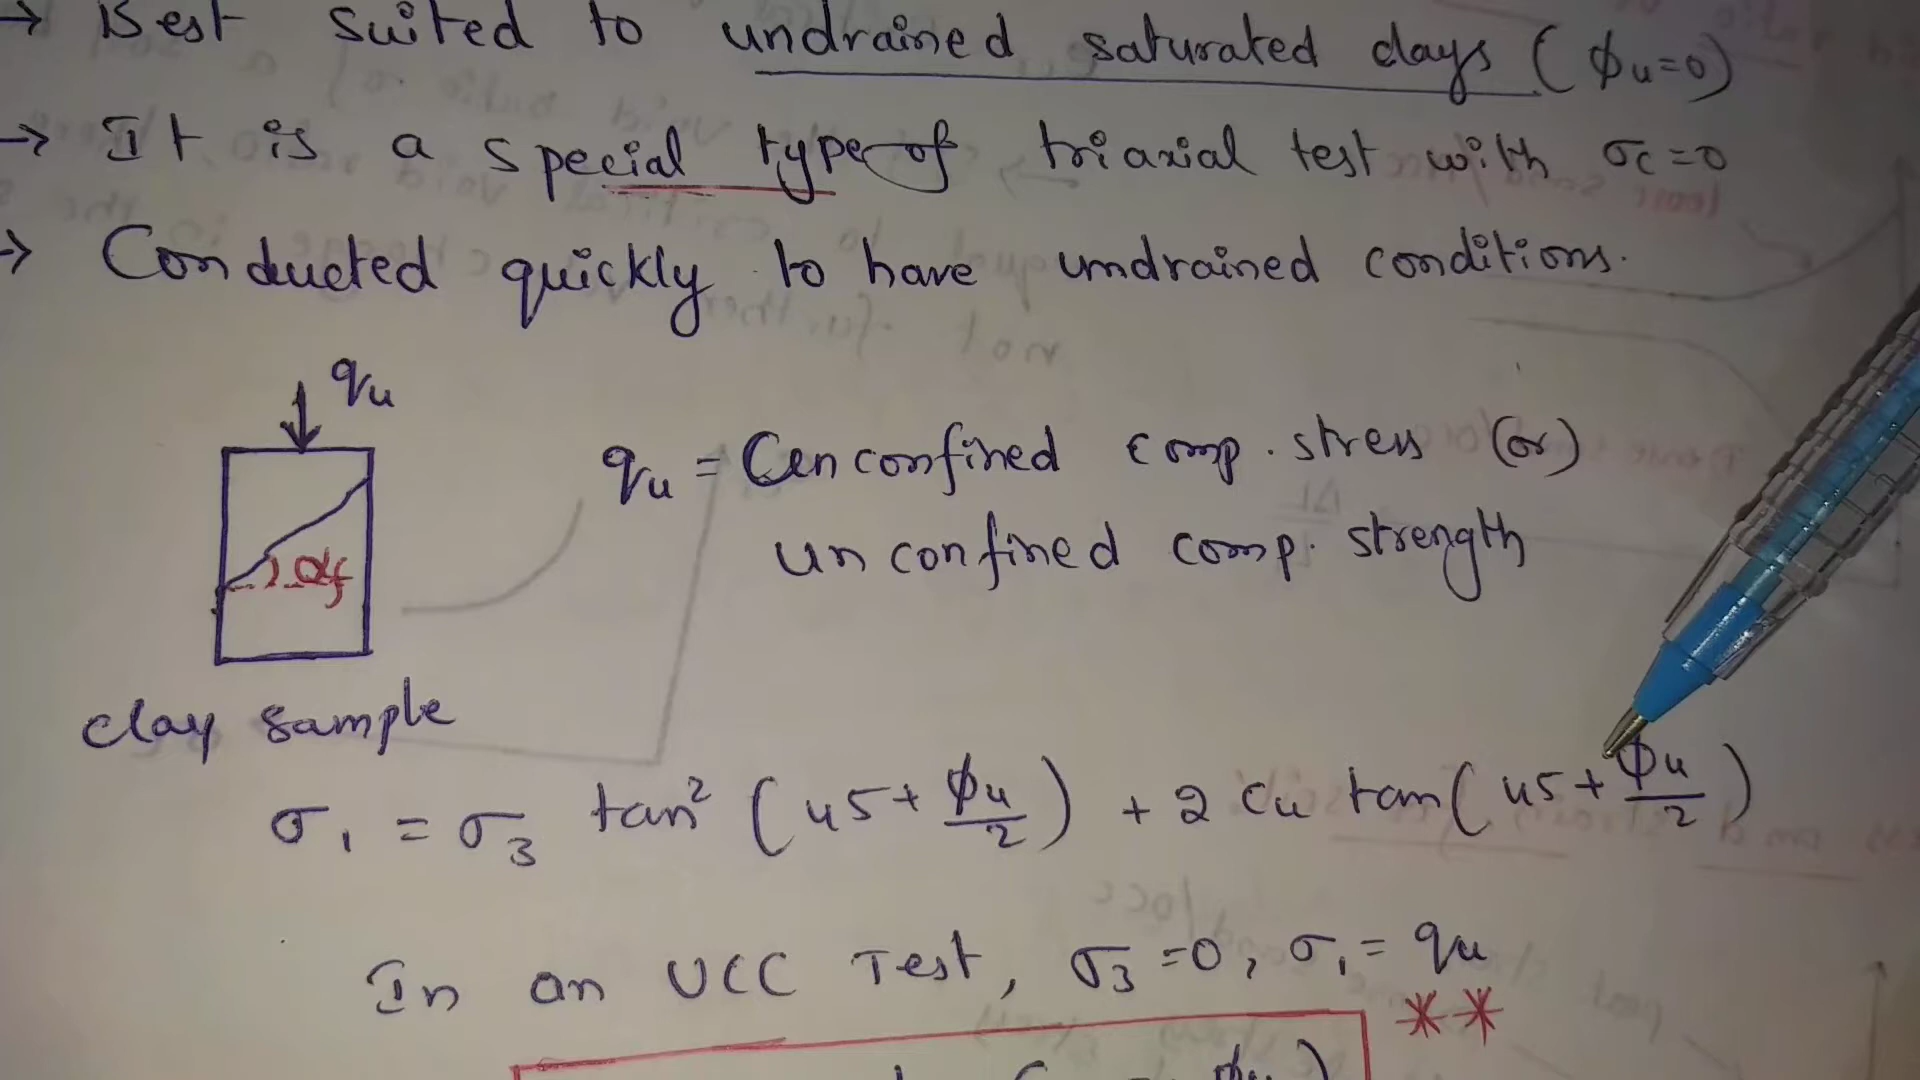 → Best suited to undrained saturated clays (ϕu=0)
→ It is a special type of triaxial test with σc=0
→ Conducted quickly to have undrained conditions.
qu
qu = Unconfined comp. stress (or)
unconfined comp. strength
αf
clay sample
σ1 = σ3 tan² (45+ ϕu/2) + 2 Cu tan (45+ ϕu/2)
In an UCC Test, σ3=0, σ1= qu
**